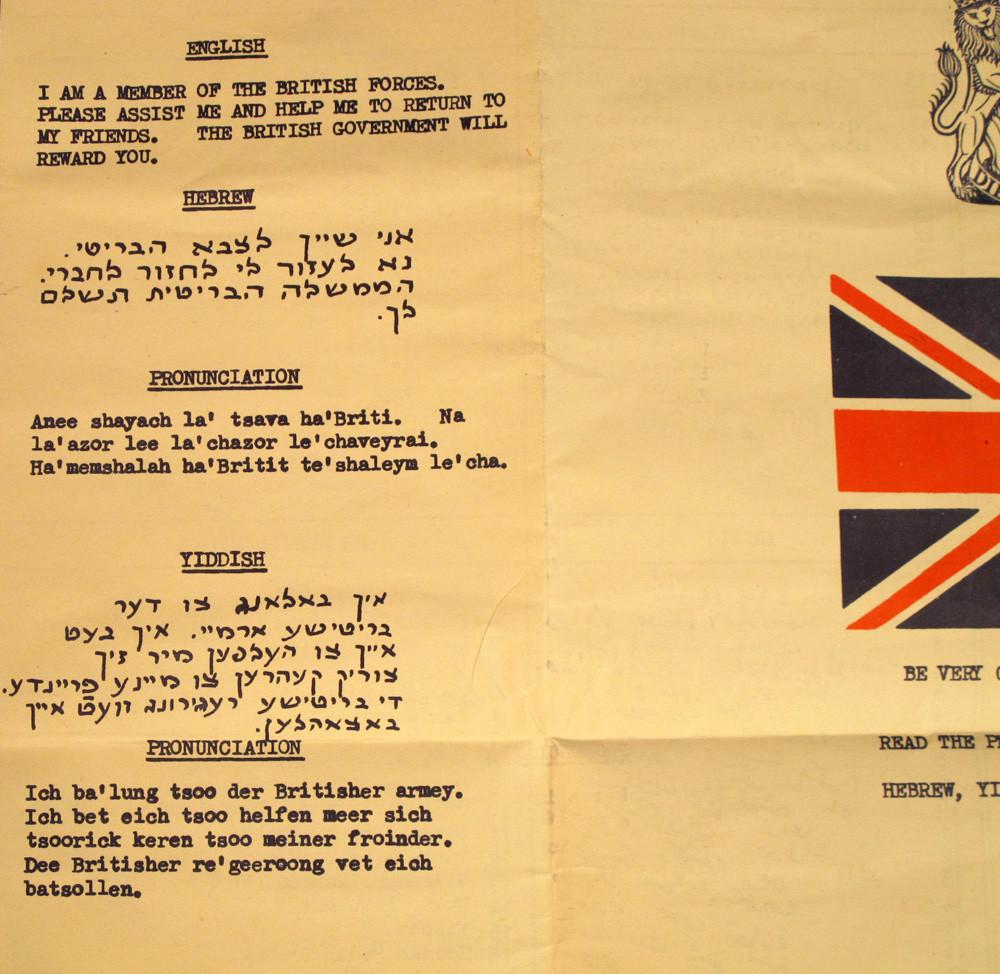 ENGLISH
I AM A MEMBER OF THE BRITISH FORCES.
PLEASE ASSIST ME AND HELP ME TO RETURN TO
MY FRIENDS. THE BRITISH GOVERNMENT WILL
REWARD YOU.
HEBREW
אני שייך לצבא הבריטי.
נא לעזור לי לחזור לחברי.
הממשלה הבריטית תשלם
לך.
PRONUNCIATION
Anee shayach la' tsava ha'Briti. Na
la'azor lee la'chazor le'chaveyrai.
Ha'memshalah ha'Britit te'shaleym le'cha.
YIDDISH
איך באלאנג צו דער
בריטישע ארמיי. איך בעט
אייך צו העלפען מיר זיך
צוריק קעהרען צו מיינע פריינדע.
די בריטישע רעגירונג וועט אייך
באצאהלען.
PRONUNCIATION
Ich ba'lung tsoo der Britisher armey.
Ich bet eich tsoo helfen meer sich
tsoorick keren tsoo meiner froinder.
Dee Britisher re'geeroong vet eich
batsollen.
DIE
BE VERY
READ THE
HEBREW,